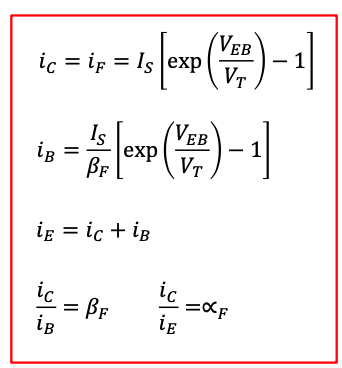 i_C = i_F = I_S [exp (V_EB / V_T) − 1]
i_B = I_S / β_F [exp (V_EB / V_T) − 1]
i_E = i_C + i_B
i_C / i_B = β_F i_C / i_E =∝_F